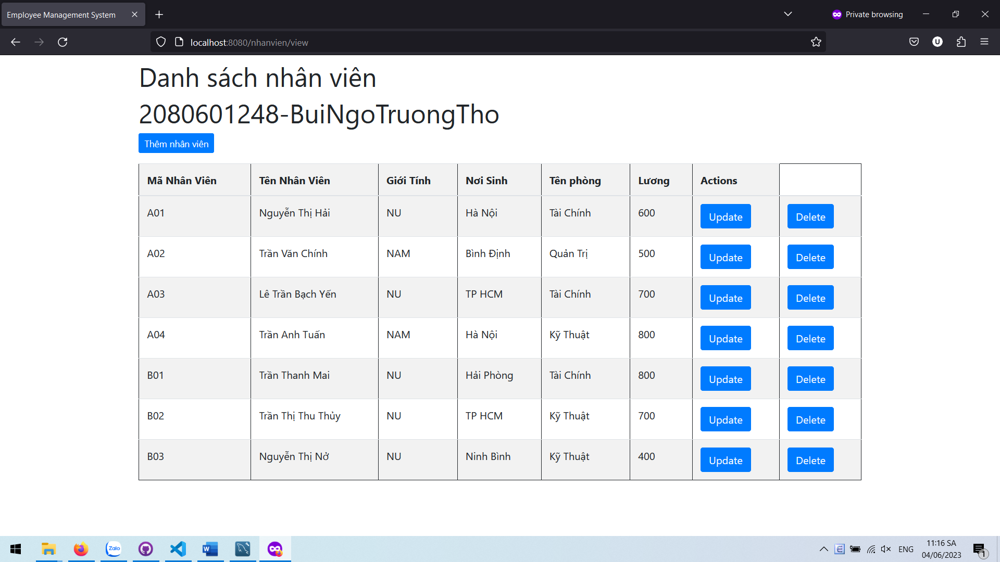 Employee Management System
Private browsing
localhost:8080/nhanvien/view
Danh sách nhân viên
2080601248-BuiNgoTruongTho
Thêm nhân viên
Mã Nhân Viên Tên Nhân Viên Giới Tính Nơi Sinh Tên phòng Lương Actions
A01 Nguyễn Thị Hải NU Hà Nội Tài Chính 600 Update Delete
A02 Trần Văn Chính NAM Bình Định Quản Trị 500 Update Delete
A03 Lê Trần Bạch Yến NU TP HCM Tài Chính 700 Update Delete
A04 Trần Anh Tuấn NAM Hà Nội Kỹ Thuật 800 Update Delete
B01 Trần Thanh Mai NU Hải Phòng Tài Chính 800 Update Delete
B02 Trần Thị Thu Thủy NU TP HCM Kỹ Thuật 700 Update Delete
B03 Nguyễn Thị Nở NU Ninh Bình Kỹ Thuật 400 Update Delete
Zalo
W
E
ENG
11:16 SA
04/06/2023
1